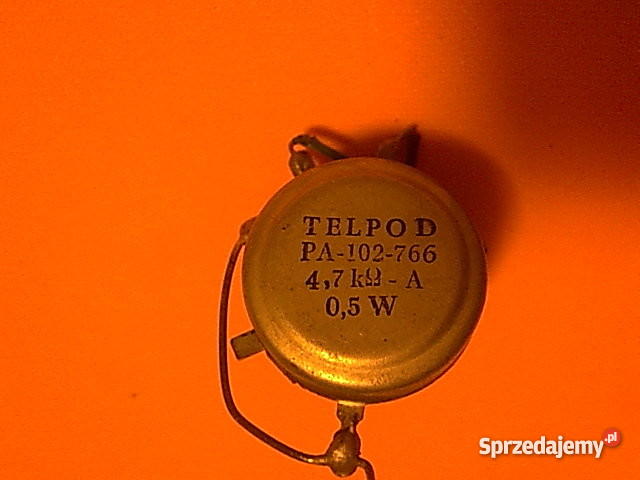 TELPOD
PA-102-766
4,7 kΩ - A
0,5 W
Sprzedajemy.pl